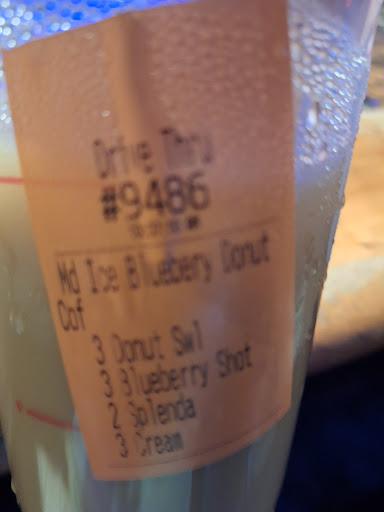 Drive Thru
#9486
Md Ice Blueberry Donut
Cof
3 Donut Swl
3 Blueberry Shot
2 Splenda
3 Cream